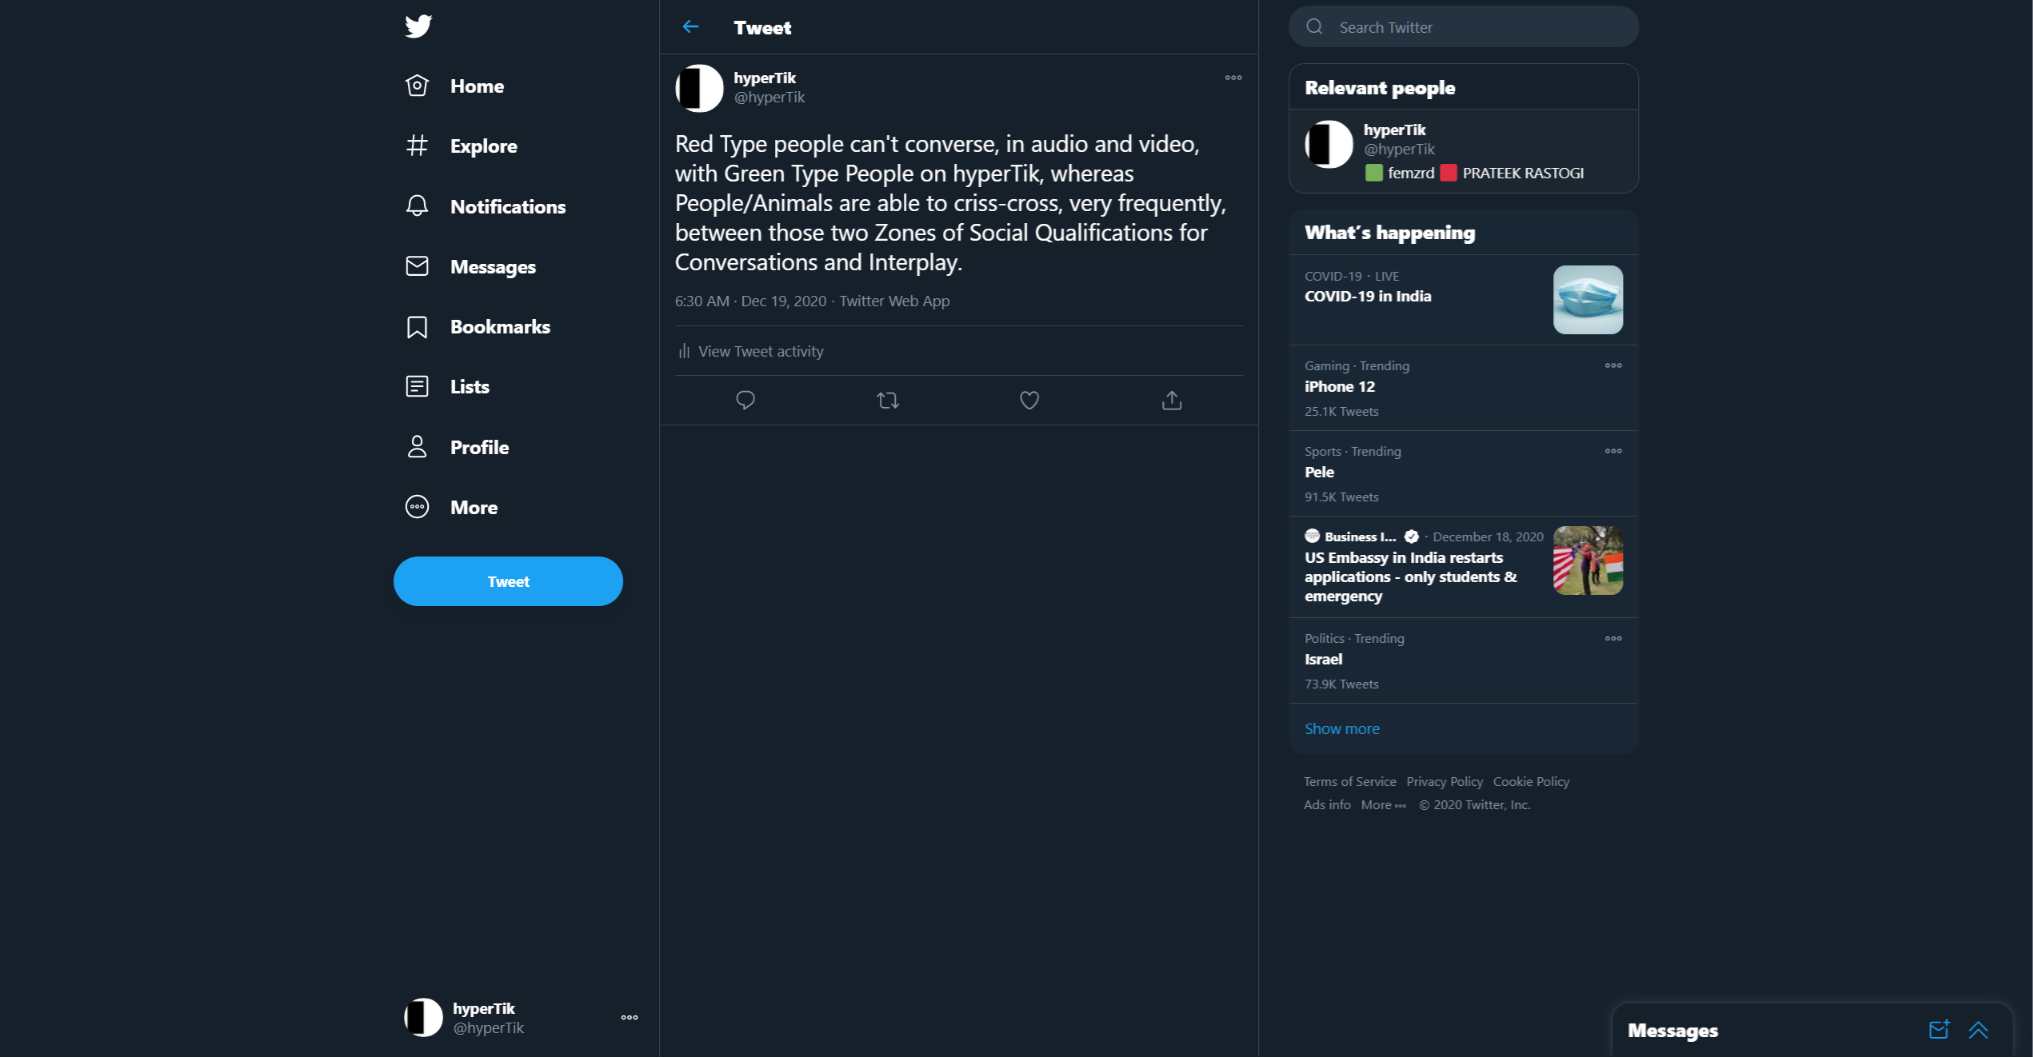 Home
Explore
Notifications
Messages
Bookmarks
Lists
Profile
More
Tweet
hyperTik
@hyperTik
Tweet
hyperTik
@hyperTik
Red Type people can't converse, in audio and video,
with Green Type People on hyperTik, whereas
People/Animals are able to criss-cross, very frequently,
between those two Zones of Social Qualifications for
Conversations and Interplay.
6:30 AM · Dec 19, 2020 · Twitter Web App
View Tweet activity
Search Twitter
Relevant people
hyperTik
@hyperTik
🟩 femzrd 🟥 PRATEEK RASTOGI
What's happening
COVID-19 · LIVE
COVID-19 in India
Gaming · Trending
iPhone 12
25.1K Tweets
Sports · Trending
Pele
91.5K Tweets
Business I... · December 18, 2020
US Embassy in India restarts
applications - only students &
emergency
Politics · Trending
Israel
73.9K Tweets
Show more
Terms of Service Privacy Policy Cookie Policy
Ads info More ··· © 2020 Twitter, Inc.
Messages